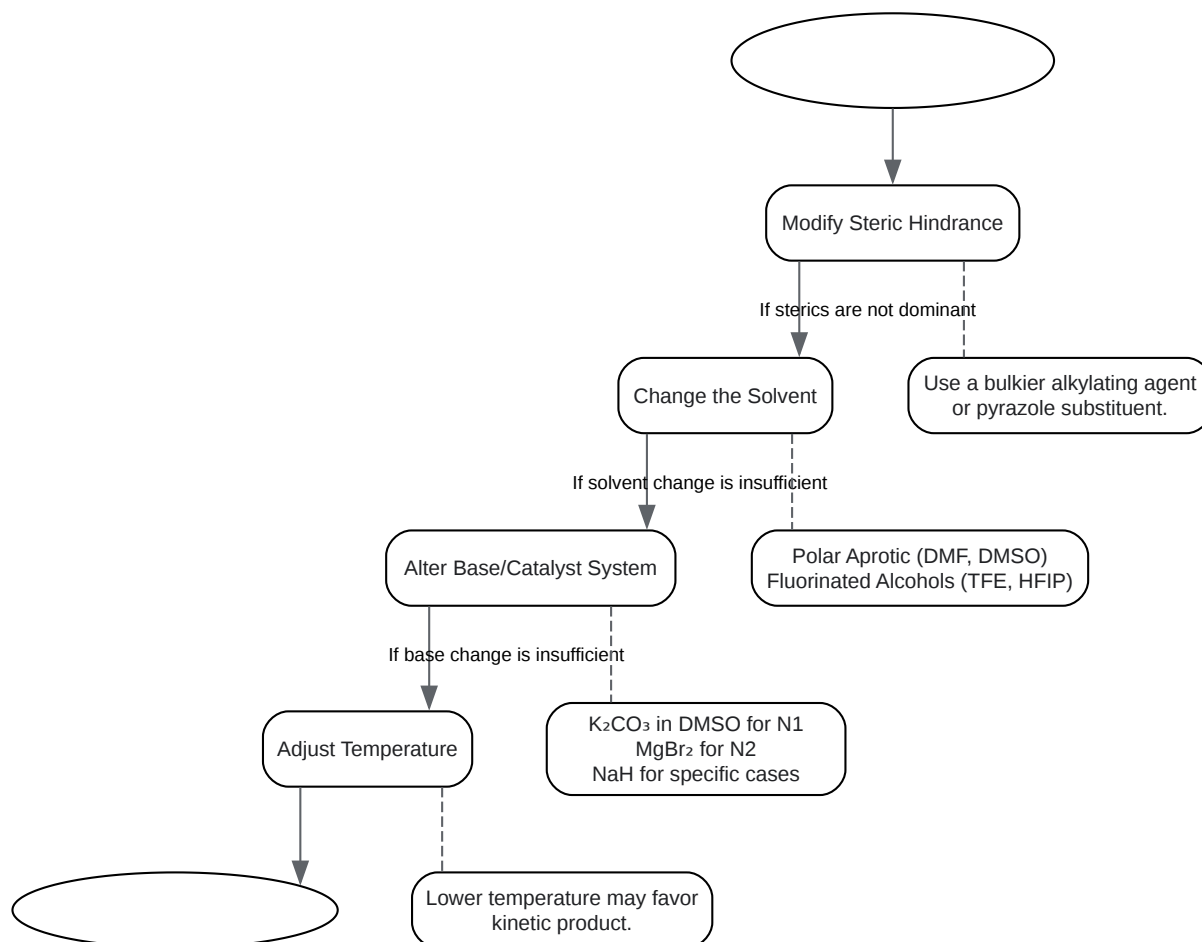 Modify Steric Hindrance
If sterics are not dominant
Change the Solvent
Use a bulkier alkylating agent
or pyrazole substituent.
If solvent change is insufficient
Alter Base/Catalyst System
Polar Aprotic (DMF, DMSO)
Fluorinated Alcohols (TFE, HFIP)
If base change is insufficient
Adjust Temperature
K₂CO₃ in DMSO for N1
MgBr₂ for N2
NaH for specific cases
Lower temperature may favor
kinetic product.